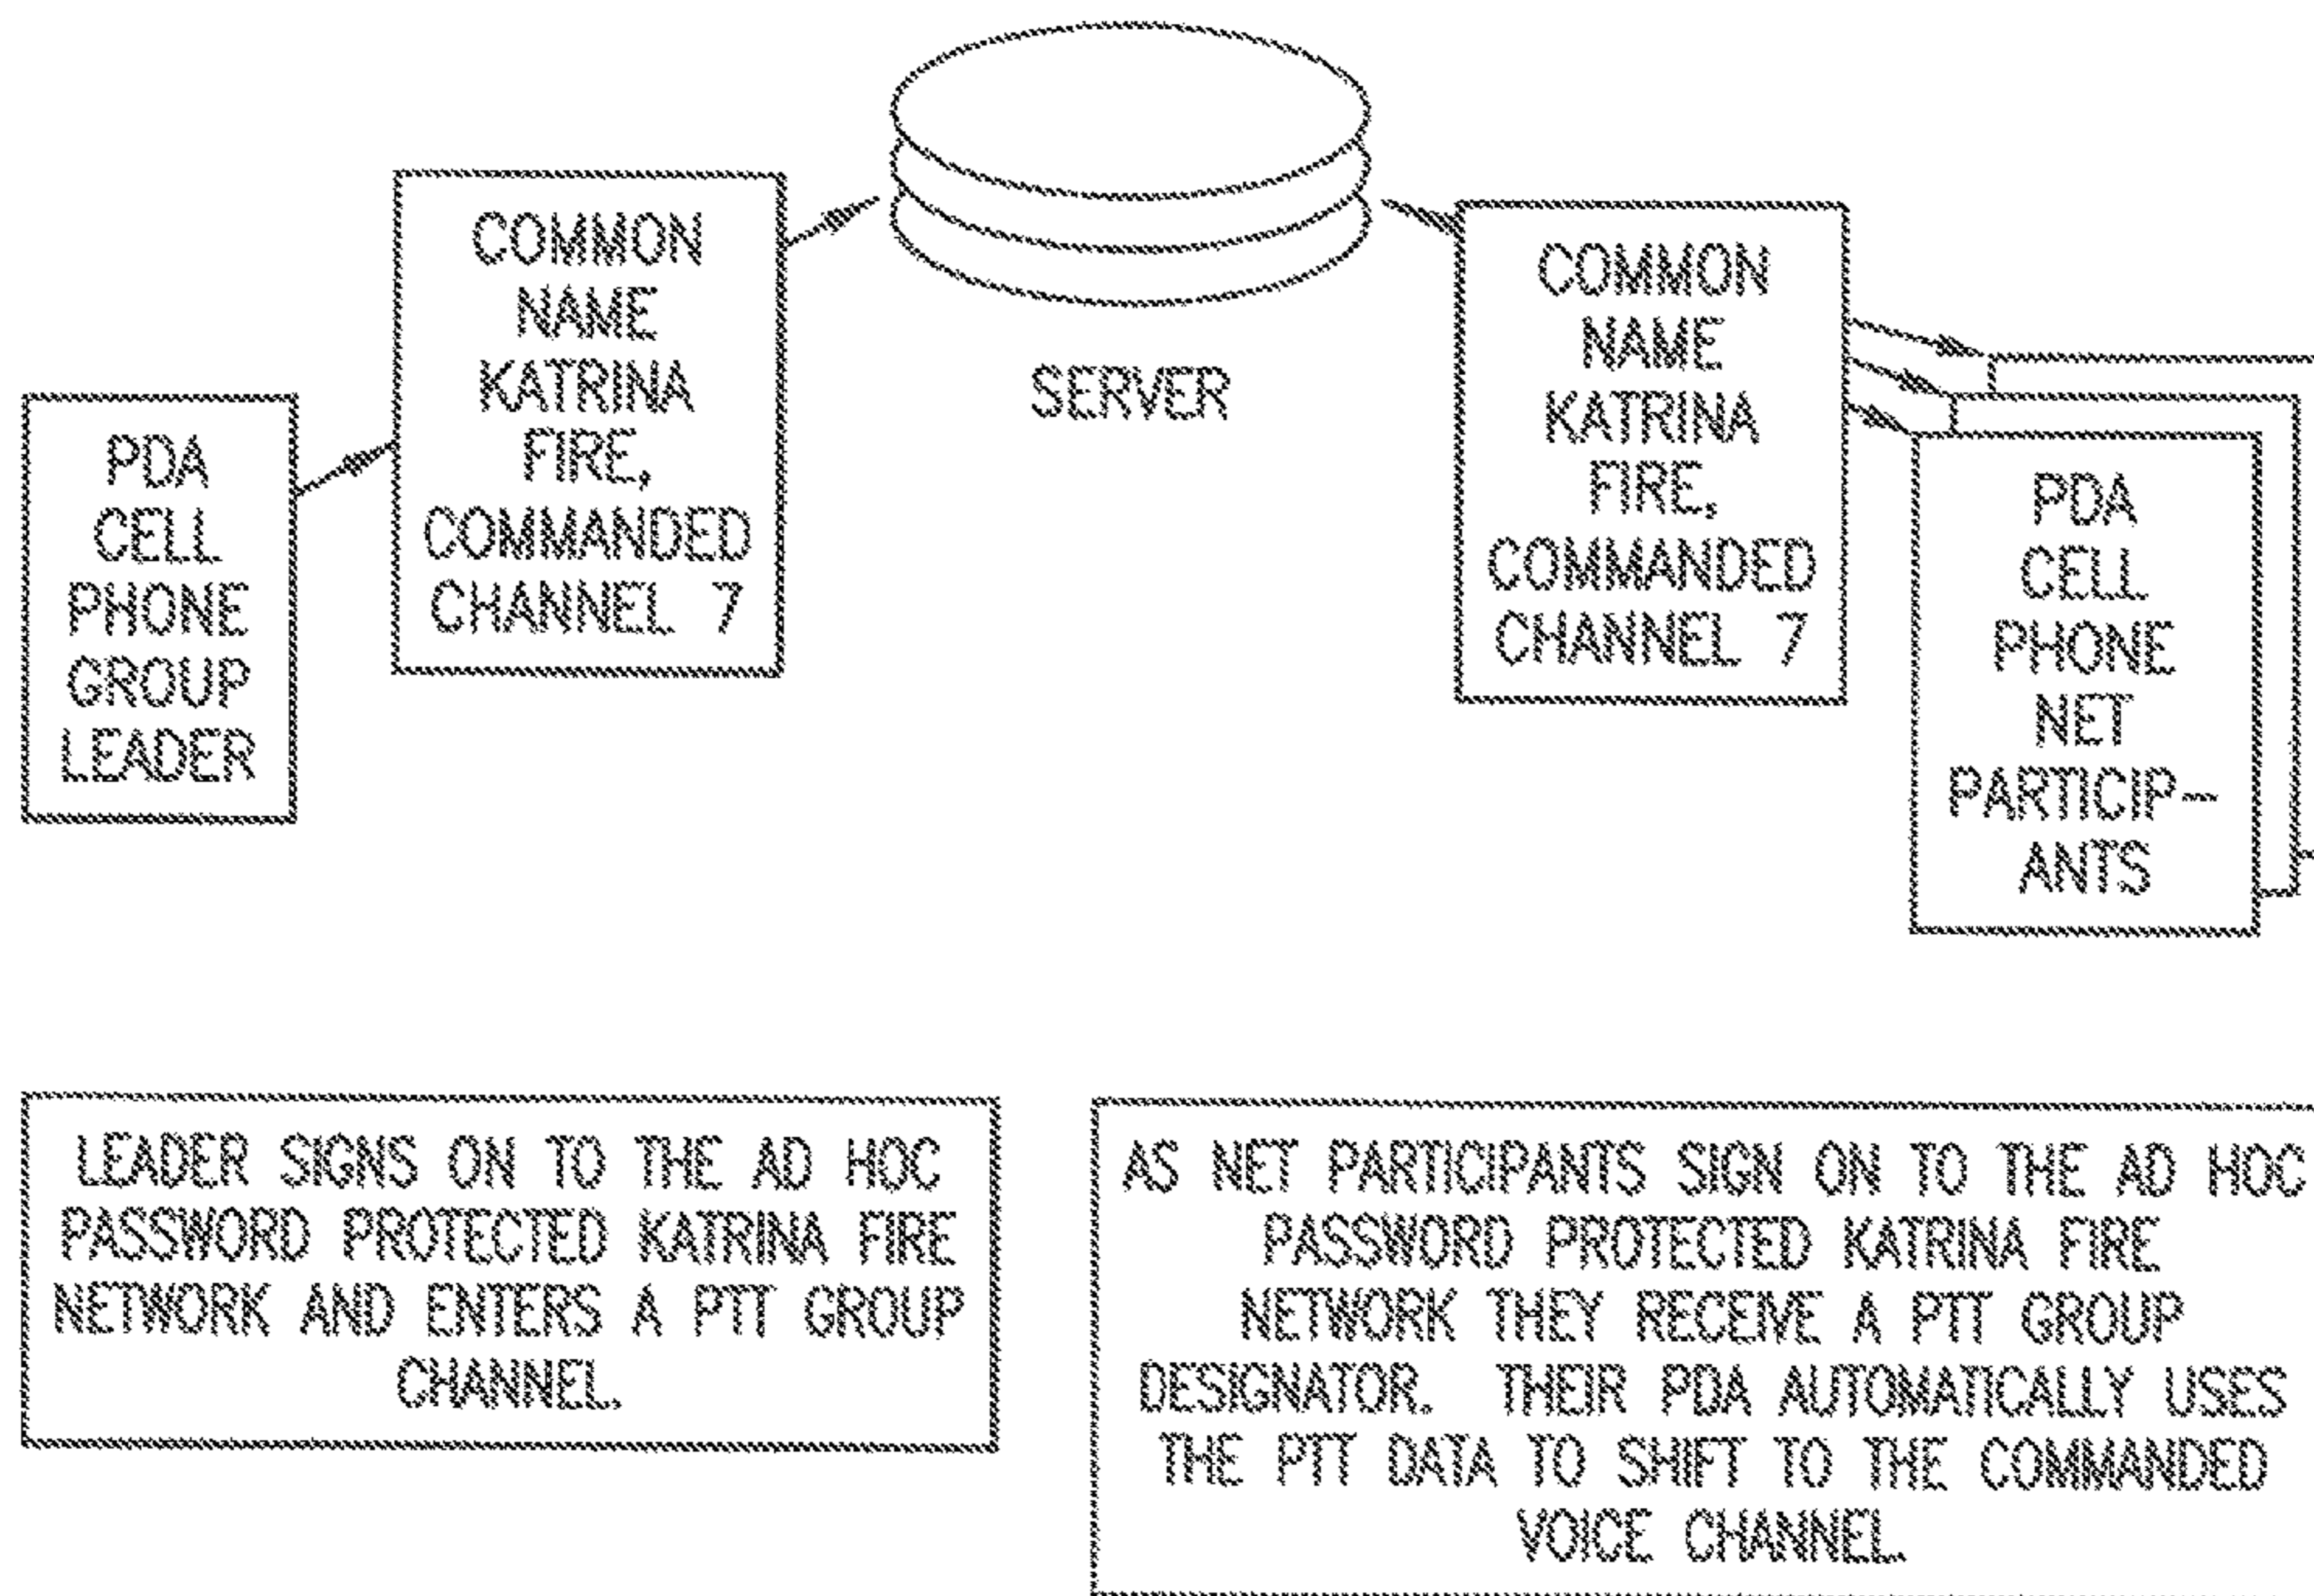 PDA
CELL
PHONE
GROUP
LEADER
COMMON
NAME
KATRINA
FIRE,
COMMANDED
CHANNEL 7
SERVER
COMMON
NAME
KATRINA
FIRE,
COMMANDED
CHANNEL 7
PDA
CELL
PHONE
NET
PARTICIP-
ANTS
LEADER SIGNS ON TO THE AD HOC
PASSWORD PROTECTED KATRINA FIRE
NETWORK AND ENTERS A PTT GROUP
CHANNEL.
AS NET PARTICIPANTS SIGN ON TO THE AD HOC
PASSWORD PROTECTED KATRINA FIRE
NETWORK THEY RECEIVE A PTT GROUP
DESIGNATOR. THEIR PDA AUTOMATICALLY USES
THE PTT DATA TO SHIFT TO THE COMMANDED
VOICE CHANNEL.